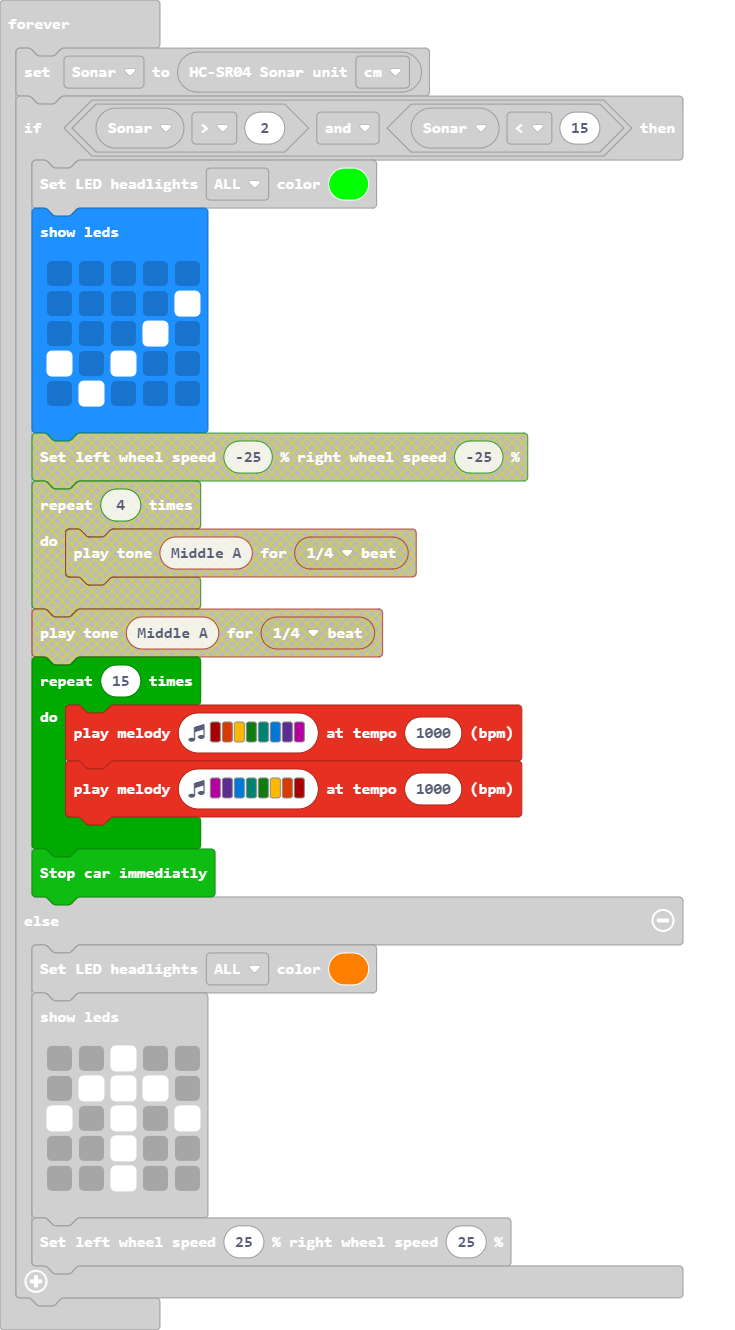 forever
set Sonar to HC-SR04 Sonar unit cm
if Sonar > 2 and Sonar < 15 then
Set LED headlights ALL color
show leds
Set left wheel speed -25 % right wheel speed -25 %
repeat 4 times
do
play tone Middle A for 1/4 beat
play tone Middle A for 1/4 beat
repeat 15 times
do
play melody at tempo 1000 (bpm)
play melody at tempo 1000 (bpm)
Stop car immediatly
else
Set LED headlights ALL color
show leds
Set left wheel speed 25 % right wheel speed 25 %